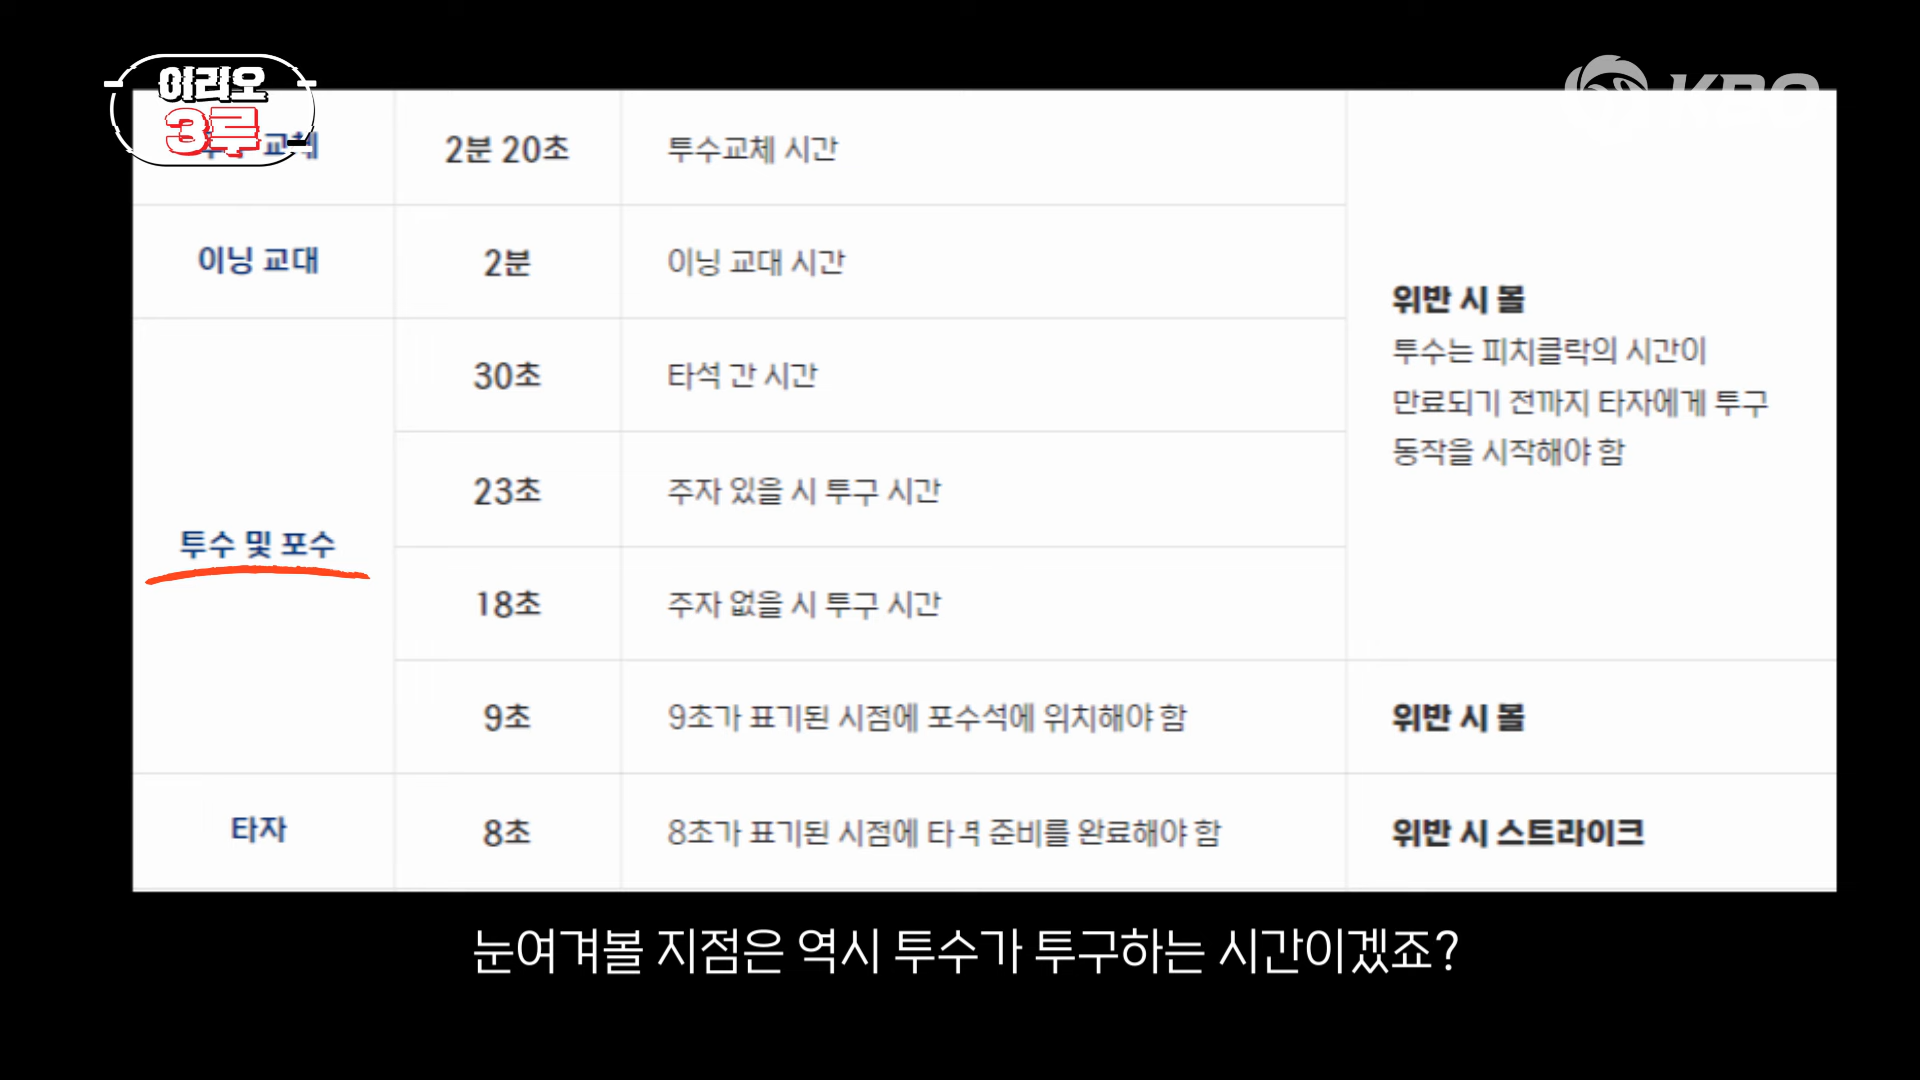 이리오
3루
KBO
투수 교체 2분 20초 투수교체 시간
이닝 교대 2분 이닝 교대 시간
투수 및 포수
30초 타석 간 시간
23초 주자 있을 시 투구 시간
18초 주자 없을 시 투구 시간
위반 시 볼
투수는 피치클락의 시간이
만료되기 전까지 타자에게 투구
동작을 시작해야 함
9초 9초가 표기된 시점에 포수석에 위치해야 함 위반 시 볼
타자 8초 8초가 표기된 시점에 타격 준비를 완료해야 함 위반 시 스트라이크
눈여겨볼 지점은 역시 투수가 투구하는 시간이겠죠?